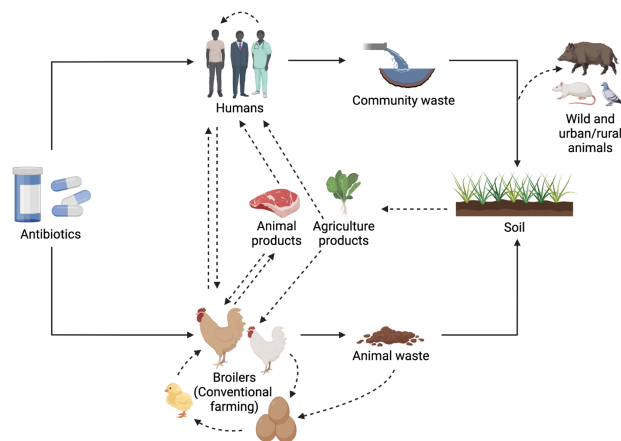 Humans
Community waste
Wild and
urban/rural
animals
Antibiotics
Animal
products
Agriculture
products
Soil
Broilers
(Conventional
farming)
Animal waste